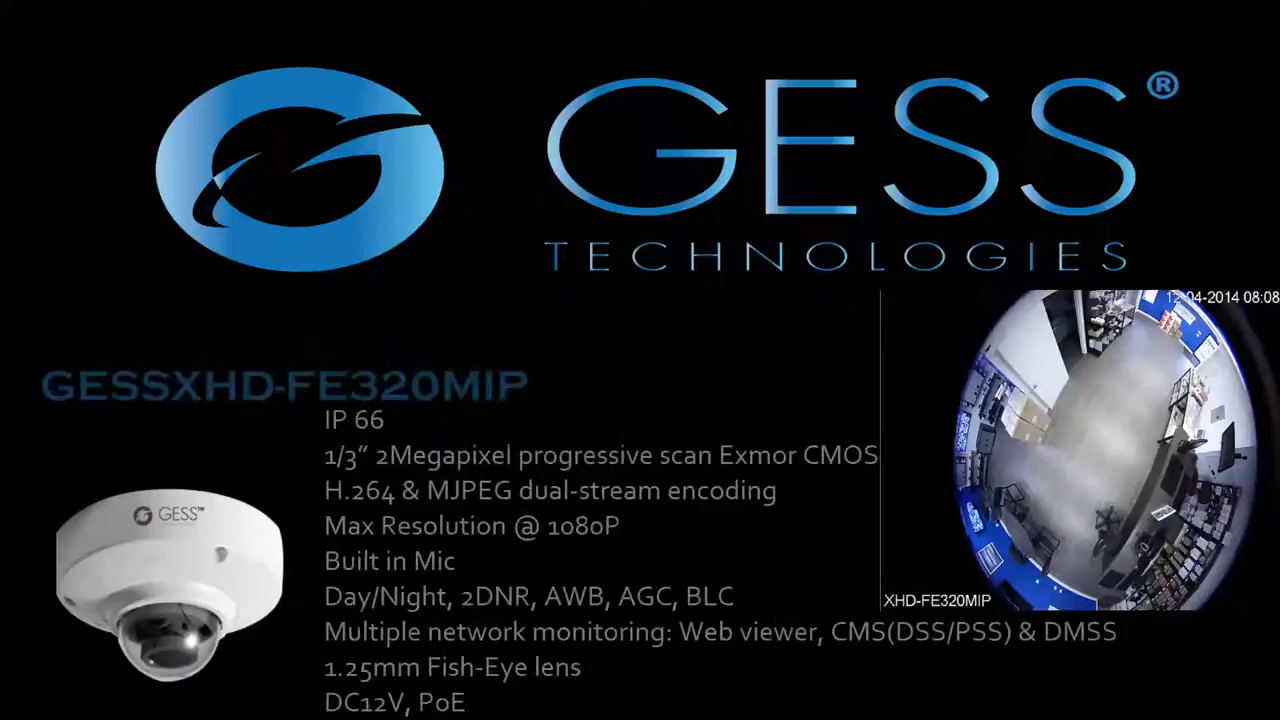 GESS®
TECHNOLOGIES
12-04-2014 08:08
GESSXHD-FE320MIP
IP 66
1/3” 2Megapixel progressive scan Exmor CMOS
H.264 & MJPEG dual-stream encoding
GESS™
Max Resolution @ 1080P
Built in Mic
Day/Night, 2DNR, AWB, AGC, BLC
XHD-FE320MIP
Multiple network monitoring: Web viewer, CMS(DSS/PSS) & DMSS
1.25mm Fish-Eye lens
DC12V, PoE